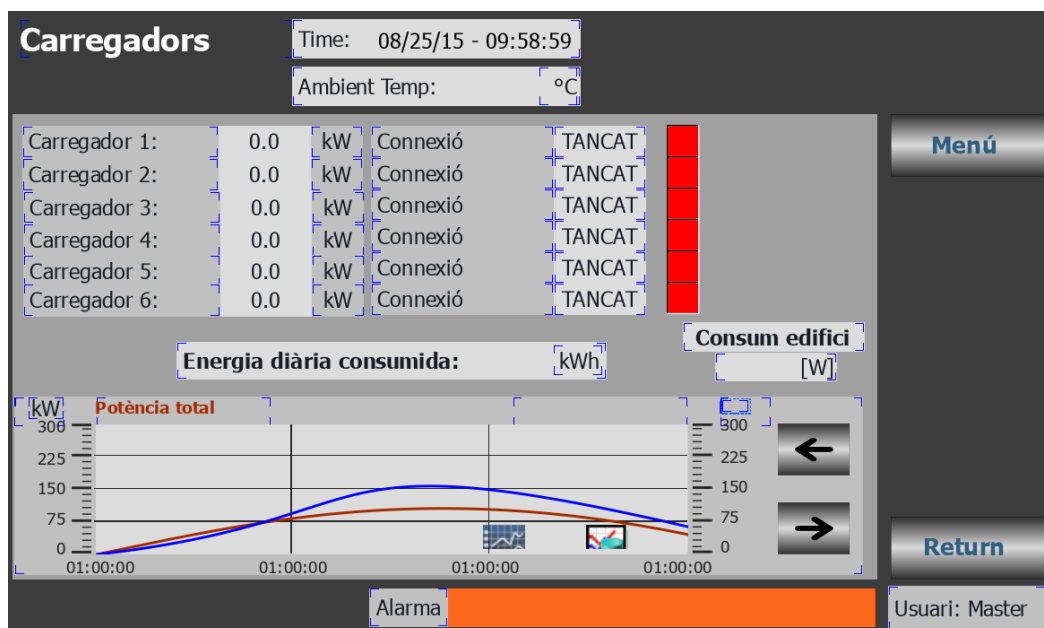 Carregadors
Time: 08/25/15 - 09:58:59
Ambient Temp: °C
Carregador 1: 0.0 kW Connexió TANCAT
Carregador 2: 0.0 kW Connexió TANCAT
Carregador 3: 0.0 kW Connexió TANCAT
Carregador 4: 0.0 kW Connexió TANCAT
Carregador 5: 0.0 kW Connexió TANCAT
Carregador 6: 0.0 kW Connexió TANCAT
Menú
Consum edifici
Energia diària consumida: kWh
[W]
kW Potència total
300 300
225 225
150 150
75 75
0 0
01:00:00 01:00:00 01:00:00 01:00:00
Return
Alarma
Usuari: Master